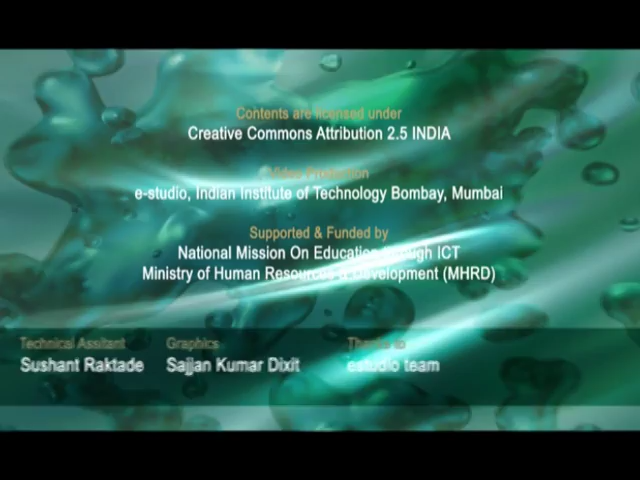 Contents are licensed under
Creative Commons Attribution 2.5 INDIA
Video Production
e-studio, Indian Institute of Technology Bombay, Mumbai
Supported & Funded by
National Mission On Education through ICT
Ministry of Human Resources & Development (MHRD)
Technical Assitant Graphics Thanks to
Sushant Raktade Sajjan Kumar Dixit estudio team